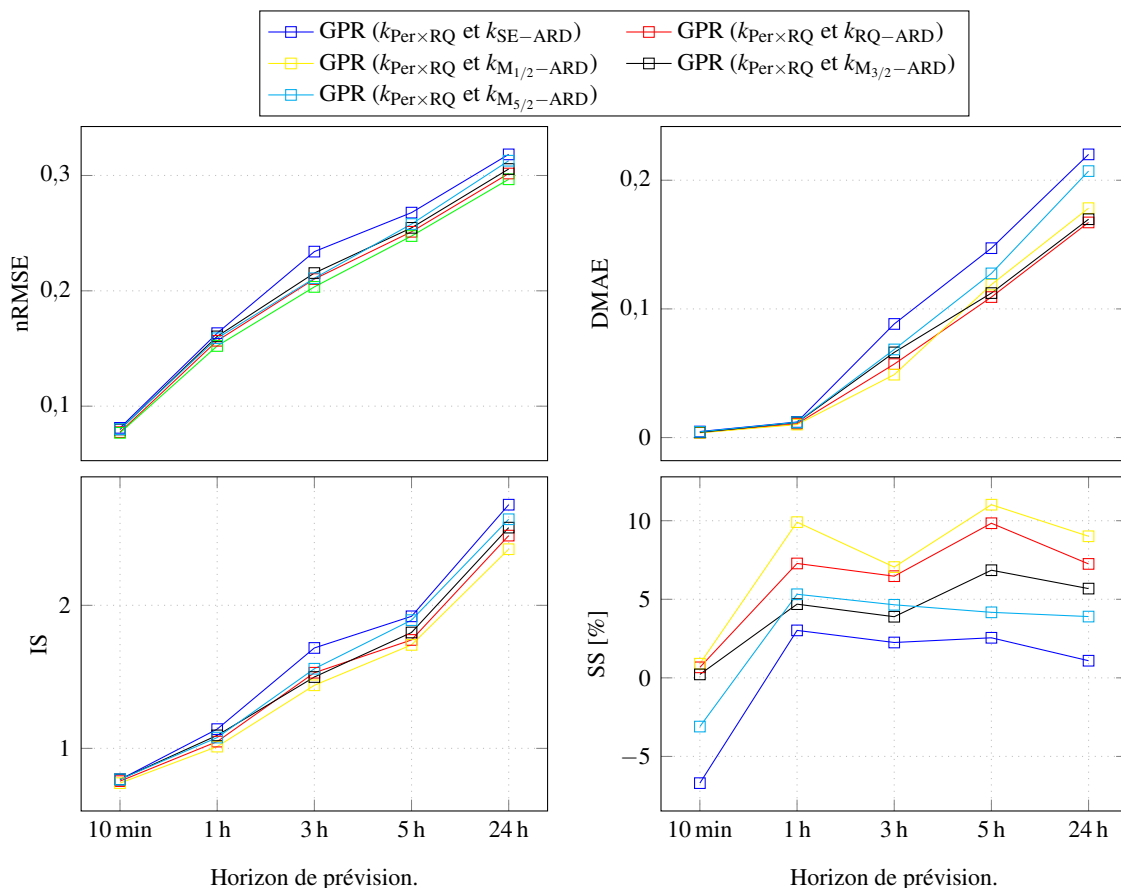 GPR (kPer×RQ et kSE−ARD)
GPR (kPer×RQ et kRQ−ARD)
GPR (kPer×RQ et kM1/2−ARD)
GPR (kPer×RQ et kM3/2−ARD)
GPR (kPer×RQ et kM5/2−ARD)
nRMSE
0,3
0,2
0,1
DMAE
0,2
0,1
0
IS
2
1
10 min
1 h
3 h
5 h
24 h
Horizon de prévision.
SS [%]
10
5
0
−5
10 min
1 h
3 h
5 h
24 h
Horizon de prévision.